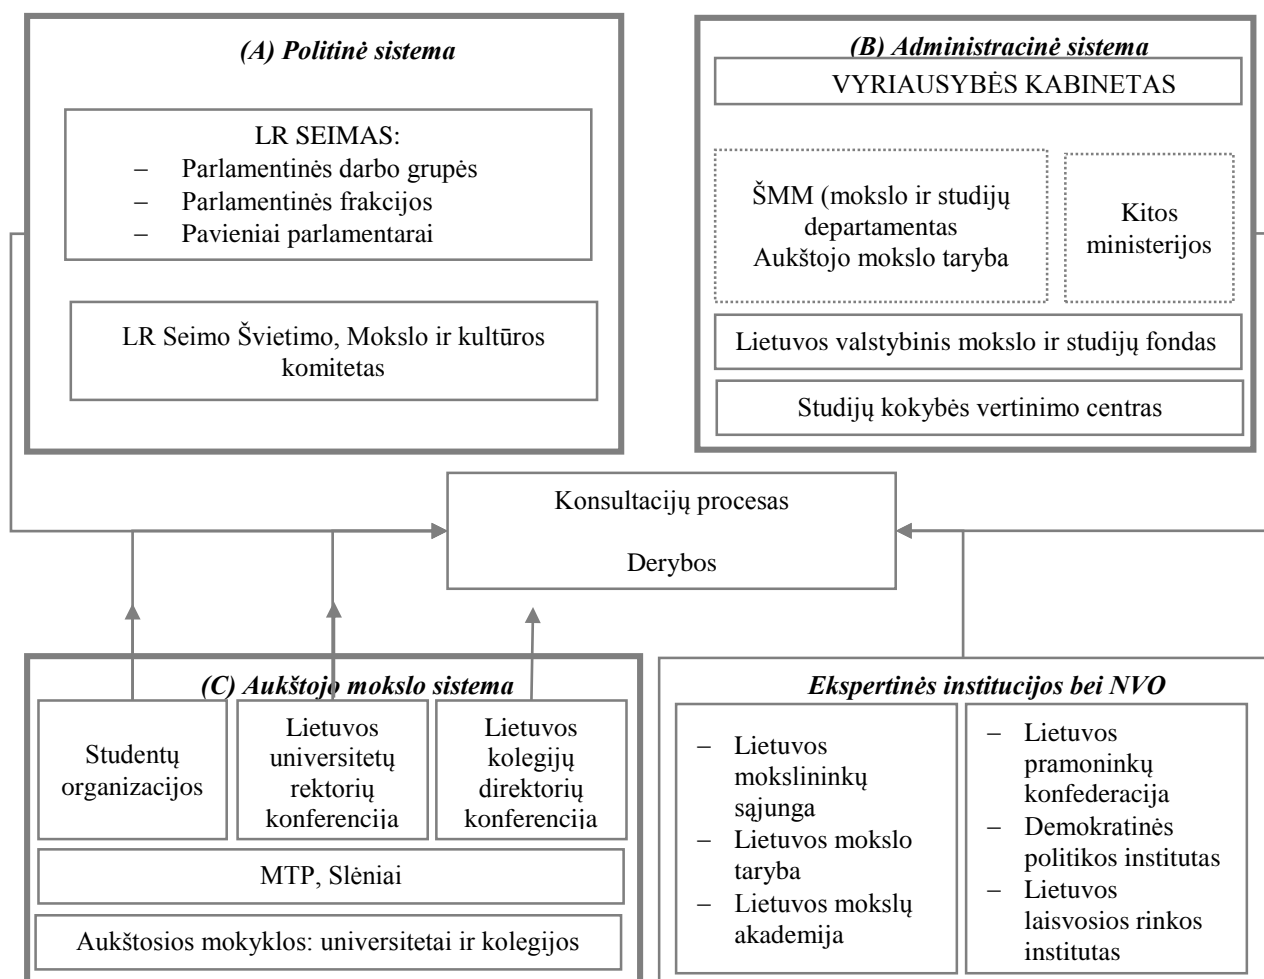 (A) Politinė sistema
LR SEIMAS:
– Parlamentinės darbo grupės
– Parlamentinės frakcijos
– Pavieniai parlamentarai
LR Seimo Švietimo, Mokslo ir kultūros
komitetas
(B) Administracinė sistema
VYRIAUSYBĖS KABINETAS
ŠMM (mokslo ir studijų
departamentas
Aukštojo mokslo taryba
Kitos
ministerijos
Lietuvos valstybinis mokslo ir studijų fondas
Studijų kokybės vertinimo centras
Konsultacijų procesas
Derybos
(C) Aukštojo mokslo sistema
Studentų
organizacijos
Lietuvos
universitetų
rektorių
konferencija
Lietuvos
kolegijų
direktorių
konferencija
MTP, Slėniai
Aukštosios mokyklos: universitetai ir kolegijos
Ekspertinės institucijos bei NVO
– Lietuvos
mokslininkų
sąjunga
– Lietuvos mokslo
taryba
– Lietuvos mokslų
akademija
– Lietuvos
pramoninkų
konfederacija
– Demokratinės
politikos institutas
– Lietuvos
laisvosios rinkos
institutas